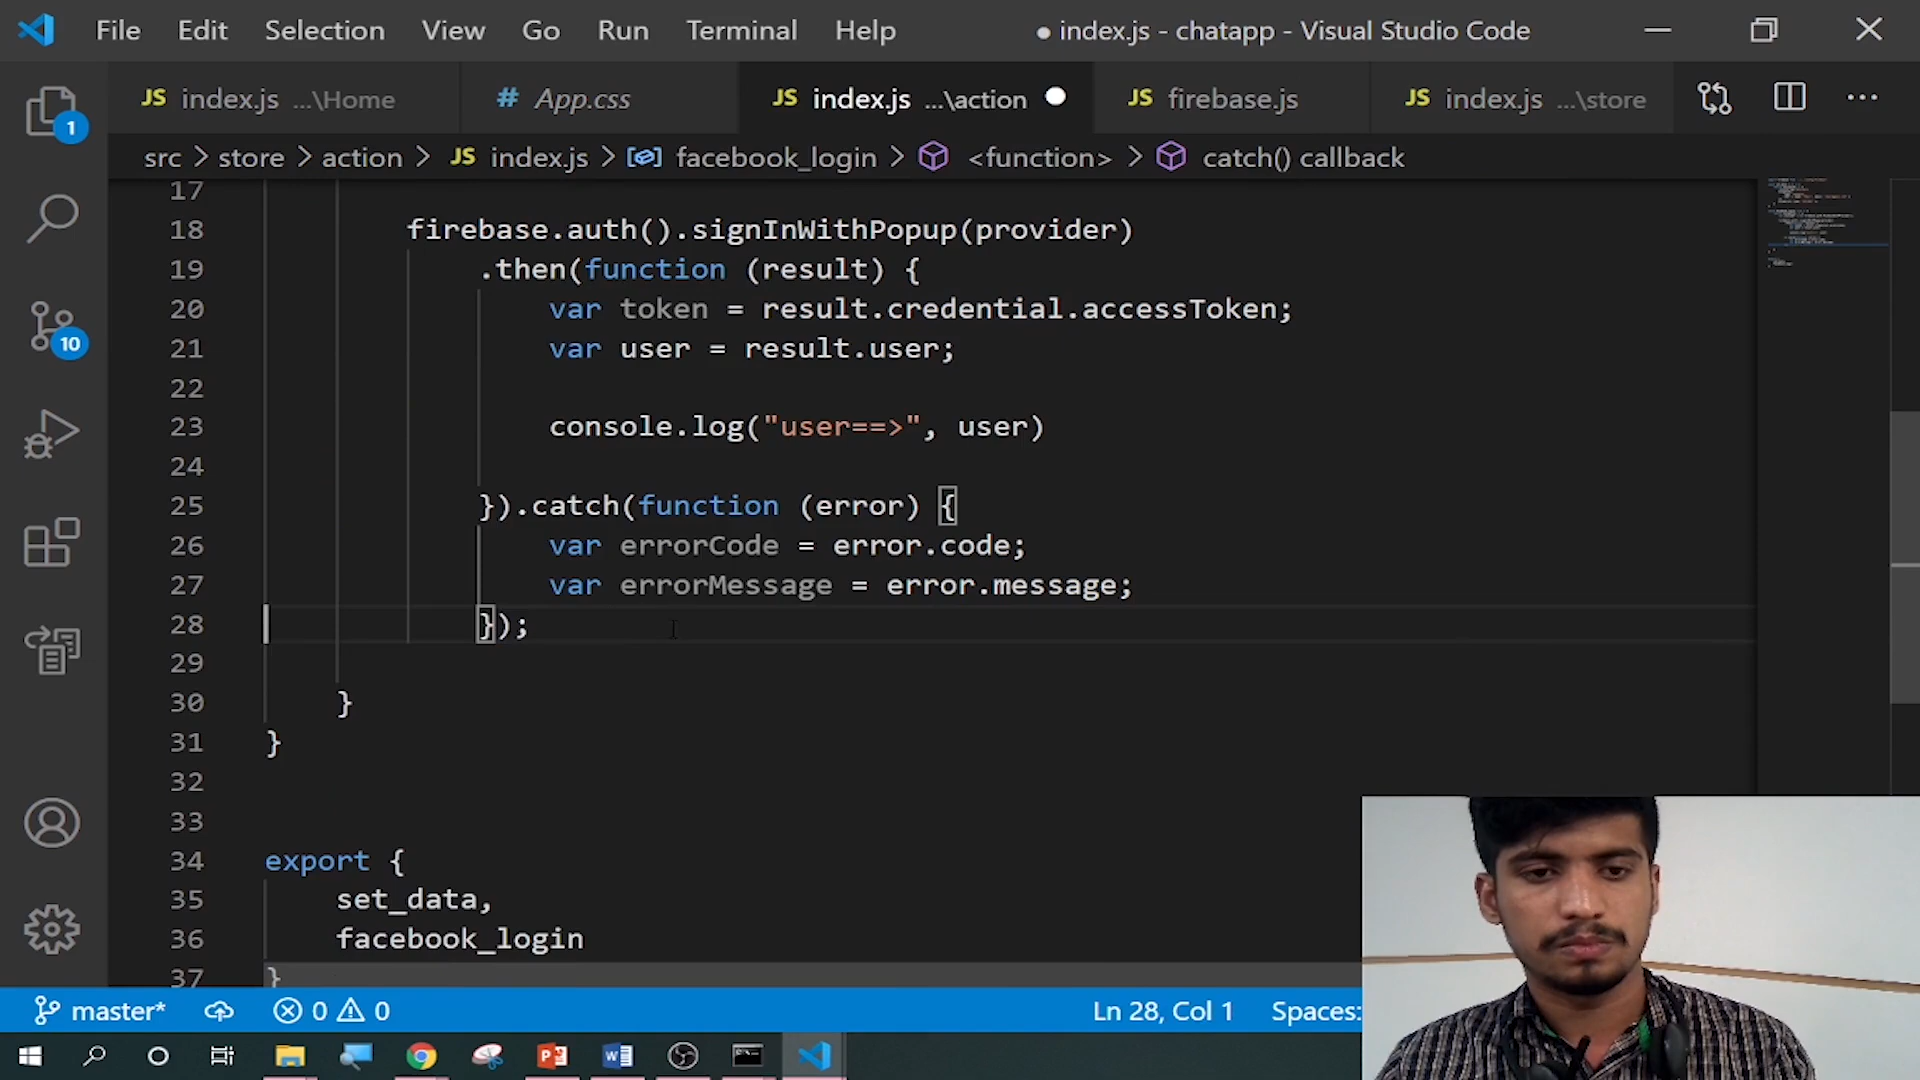 File Edit Selection View Go Run Terminal Help ● index.js - chatapp - Visual Studio Code
JS index.js ...\Home # App.css JS index.js ...\action ● JS firebase.js JS index.js ...\store ...
src > store > action > JS index.js > facebook_login > <function> > catch() callback
17
18 firebase.auth().signInWithPopup(provider)
19 .then(function (result) {
20 var token = result.credential.accessToken;
21 var user = result.user;
22
23 console.log("user==>", user)
24
25 }).catch(function (error) {
26 var errorCode = error.code;
27 var errorMessage = error.message;
28 });
29
30 }
31 }
32
33
34 export {
35 set_data,
36 facebook_login
37 }
1
10
master* 0 0 Ln 28, Col 1 Spaces: